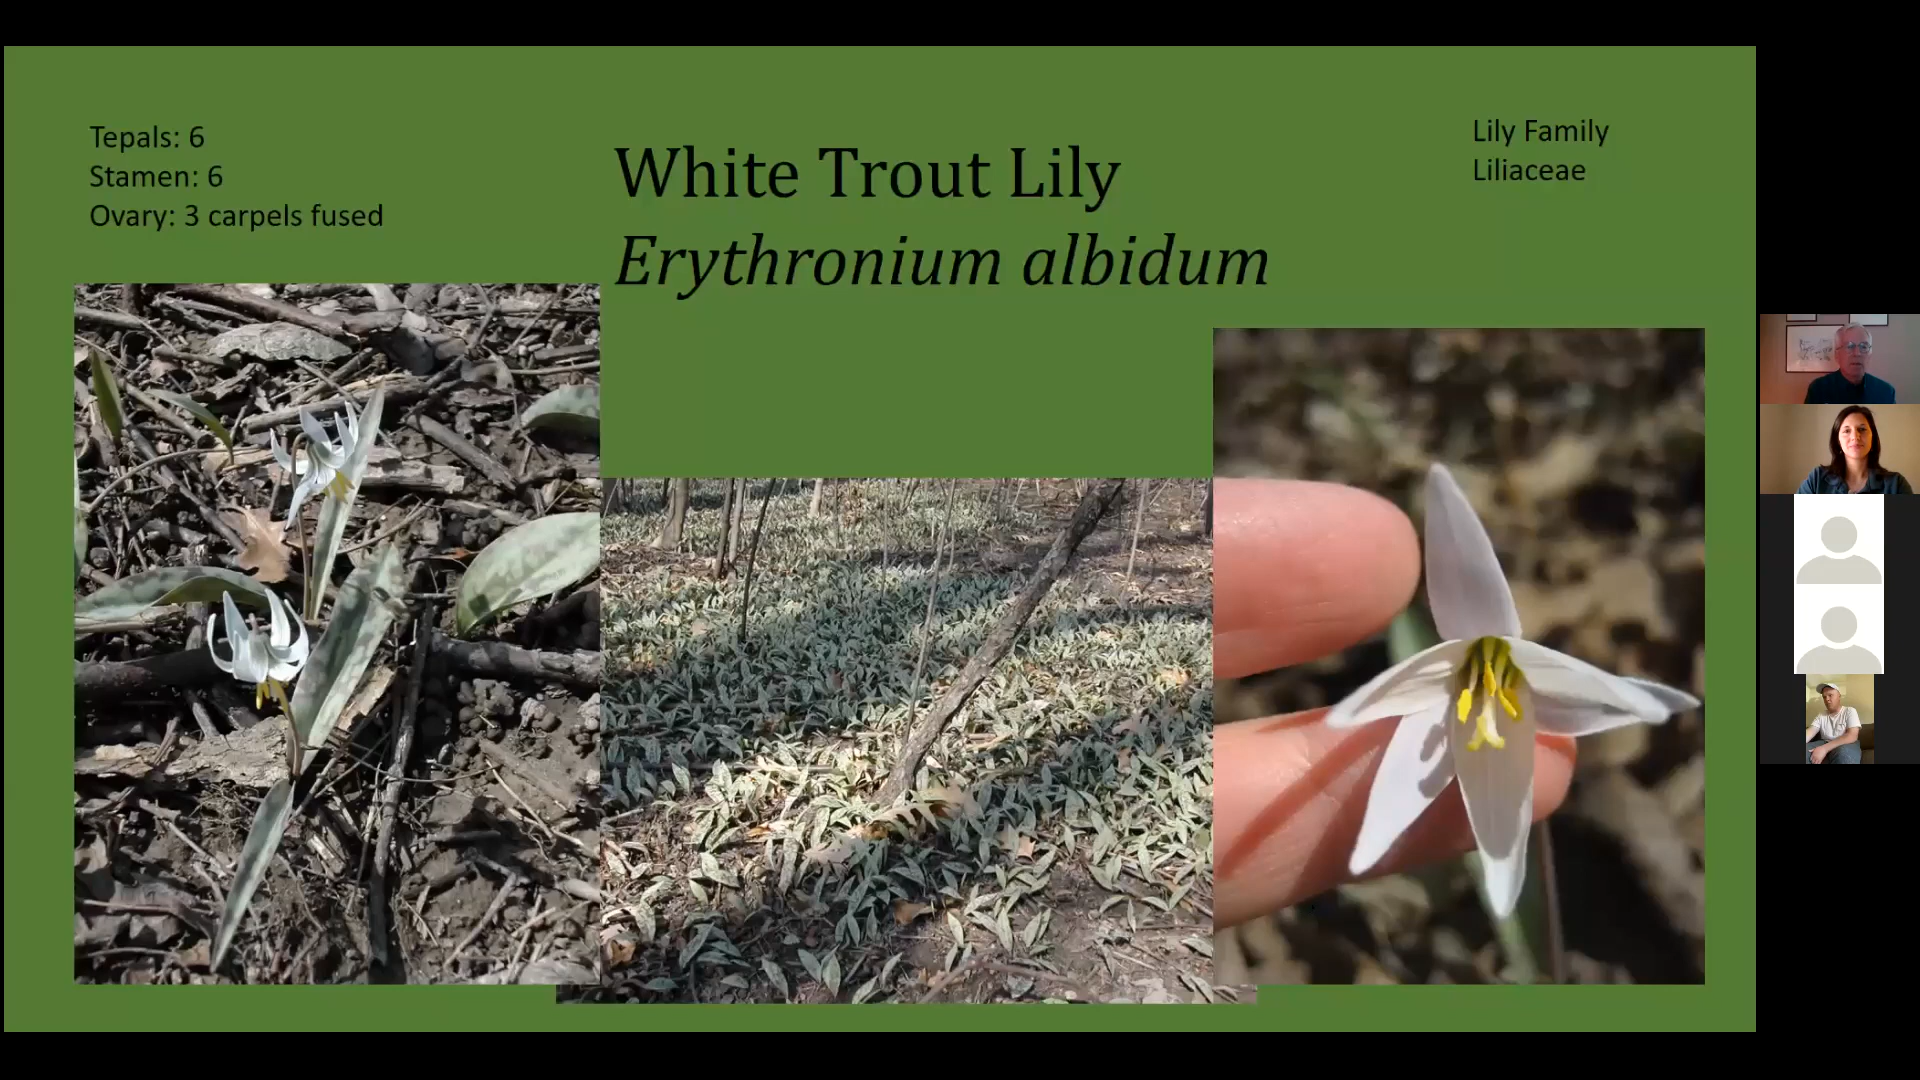 Tepals: 6
Stamen: 6
Ovary: 3 carpels fused
White Trout Lily
Erythronium albidum
Lily Family
Liliaceae